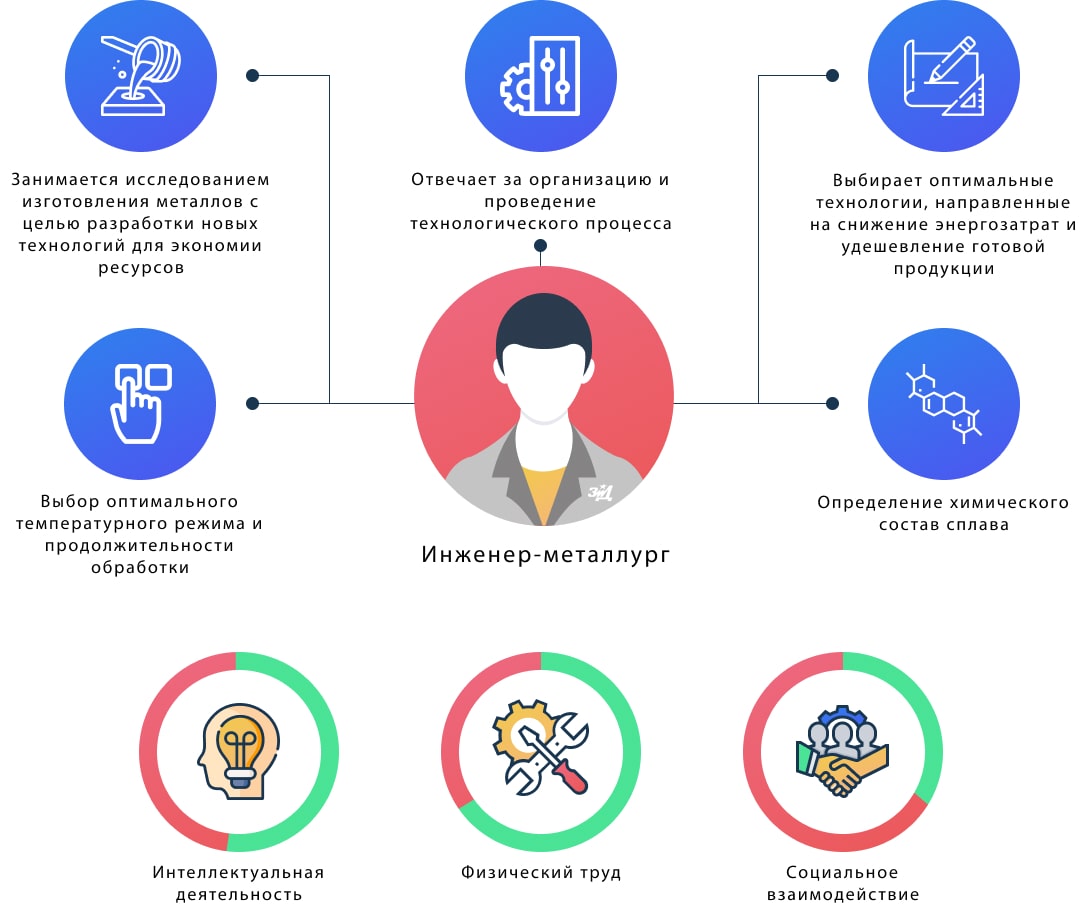 Занимается исследованием
изготовления металлов с
целью разработки новых
технологий для экономии
ресурсов
Отвечает за организацию и
проведение
технологического процесса
Выбирает оптимальные
технологии, направленные
на снижение энергозатрат и
удешевление готовой
продукции
Выбор оптимального
температурного режима и
продолжительности
обработки
ЗиД
Инженер-металлург
Определение химического
состав сплава
Интеллектуальная
деятельность
Физический труд
Социальное
взаимодействие